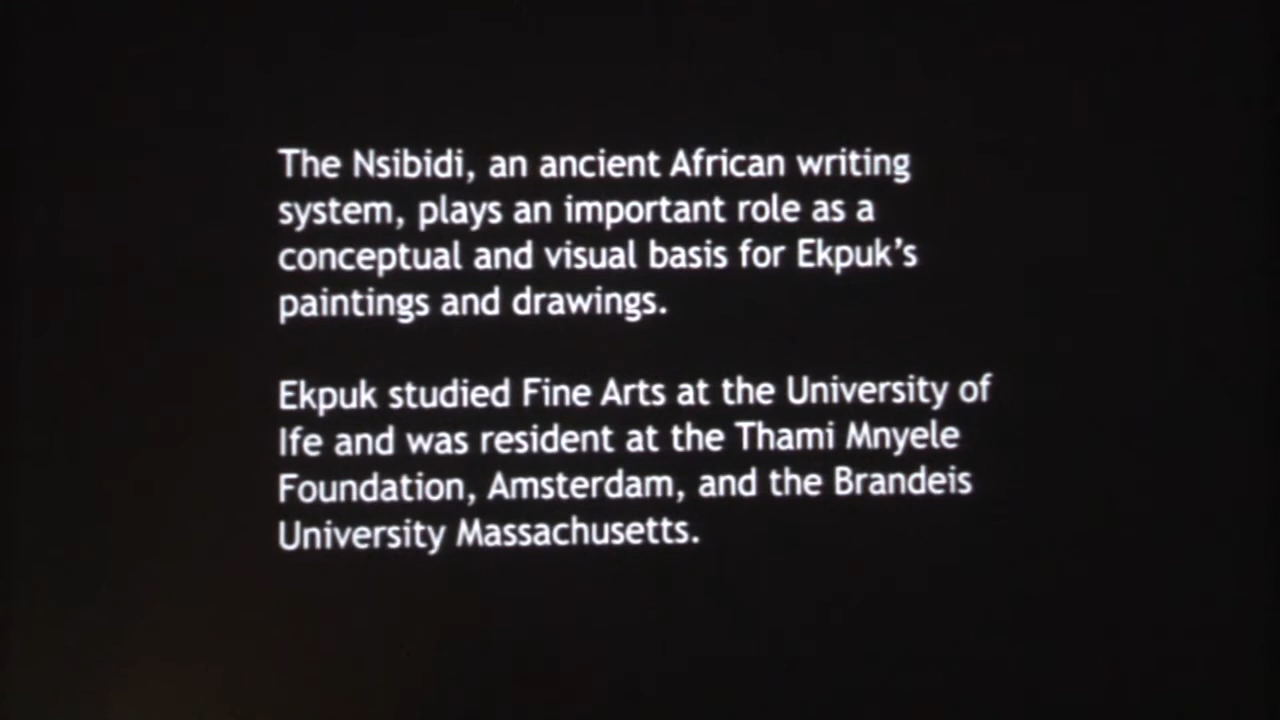 The Nsibidi, an ancient African writing
system, plays an important role as a
conceptual and visual basis for Ekpuk’s
paintings and drawings.
Ekpuk studied Fine Arts at the University of
Ife and was resident at the Thami Mnyele
Foundation, Amsterdam, and the Brandeis
University Massachusetts.